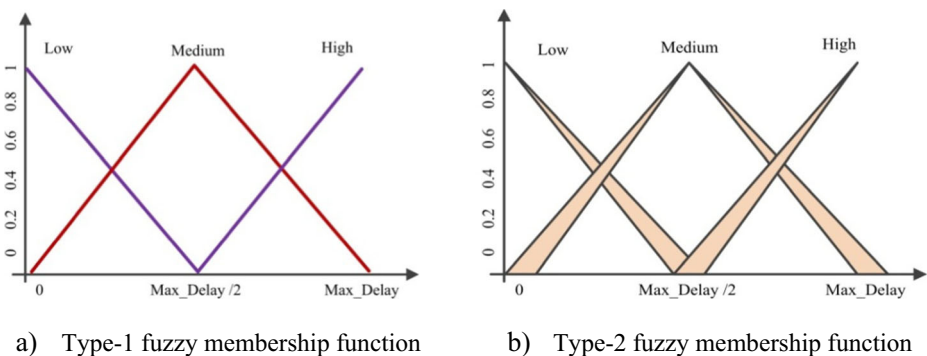 Low Medium High
1
0.8
0.6
0.4
0.2
0
0 Max_Delay /2 Max_Delay
a) Type-1 fuzzy membership function
Low Medium High
1
0.8
0.6
0.4
0.2
0
0 Max_Delay /2 Max_Delay
b) Type-2 fuzzy membership function